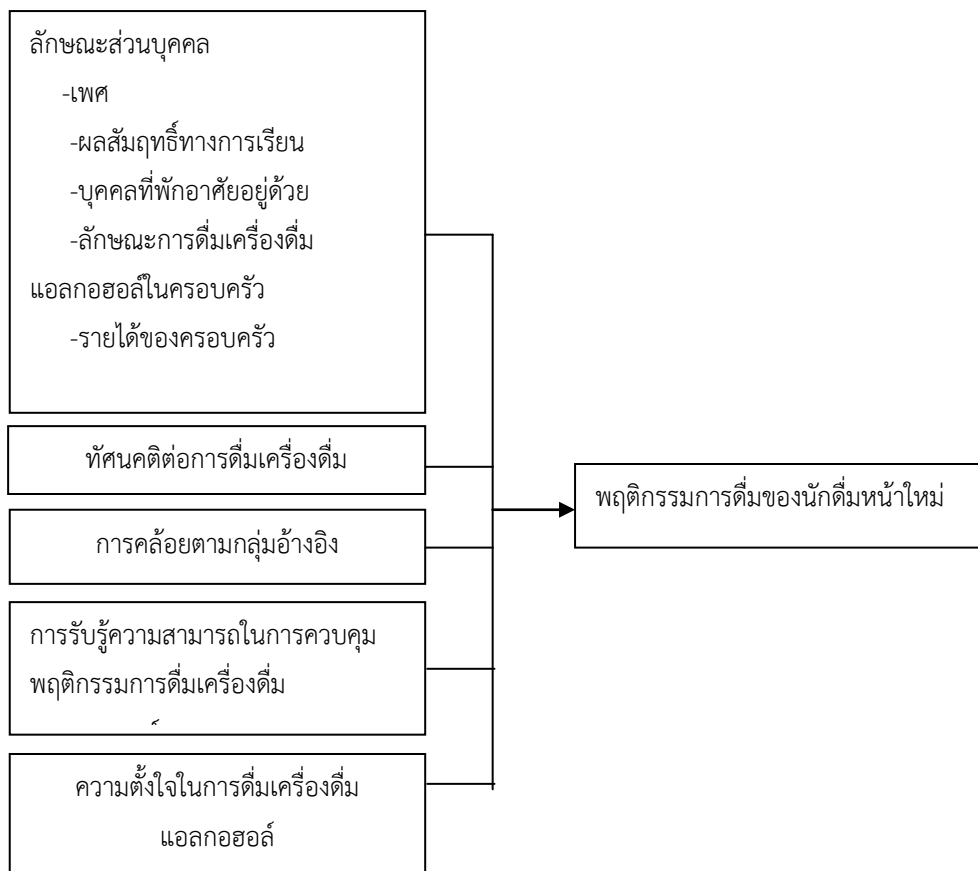 ลักษณะส่วนบุคคล
-เพศ
-ผลสัมฤทธิ์ทางการเรียน
-บุคคลที่พักอาศัยอยู่ด้วย
-ลักษณะการดื่มเครื่องดื่ม
แอลกอฮอล์ในครอบครัว
-รายได้ของครอบครัว
ทัศนคติต่อการดื่มเครื่องดื่ม
การคล้อยตามกลุ่มอ้างอิง
การรับรู้ความสามารถในการควบคุม
พฤติกรรมการดื่มเครื่องดื่ม
ความตั้งใจในการดื่มเครื่องดื่ม
แอลกอฮอล์
พฤติกรรมการดื่มของนักดื่มหน้าใหม่